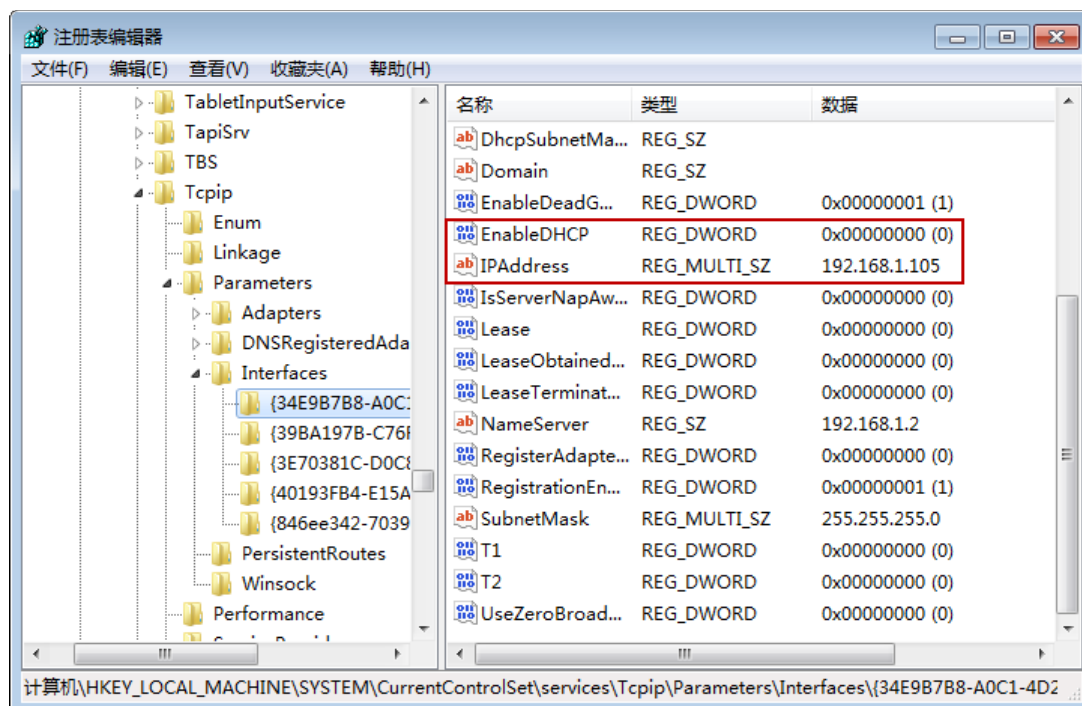 注册表编辑器
文件(F) 编辑(E) 查看(V) 收藏夹(A) 帮助(H)
TabletInputService
TapiSrv
TBS
Tcpip
Enum
Linkage
Parameters
Adapters
DNSRegisteredAda
Interfaces
{34E9B7B8-A0C1
{39BA197B-C76F
{3E70381C-D0C8
{40193FB4-E15A
{846ee342-7039
PersistentRoutes
Winsock
Performance
名称 类型 数据
DhcpSubnetMa... REG_SZ
Domain REG_SZ
EnableDeadG... REG_DWORD 0x00000001 (1)
EnableDHCP REG_DWORD 0x00000000 (0)
IPAddress REG_MULTI_SZ 192.168.1.105
IsServerNapAw... REG_DWORD 0x00000000 (0)
Lease REG_DWORD 0x00000000 (0)
LeaseObtained... REG_DWORD 0x00000000 (0)
LeaseTerminat... REG_DWORD 0x00000000 (0)
NameServer REG_SZ 192.168.1.2
RegisterAdapte... REG_DWORD 0x00000000 (0)
RegistrationEn... REG_DWORD 0x00000001 (1)
SubnetMask REG_MULTI_SZ 255.255.255.0
T1 REG_DWORD 0x00000000 (0)
T2 REG_DWORD 0x00000000 (0)
UseZeroBroad... REG_DWORD 0x00000000 (0)
计算机\HKEY_LOCAL_MACHINE\SYSTEM\CurrentControlSet\services\Tcpip\Parameters\Interfaces\{34E9B7B8-A0C1-4D2